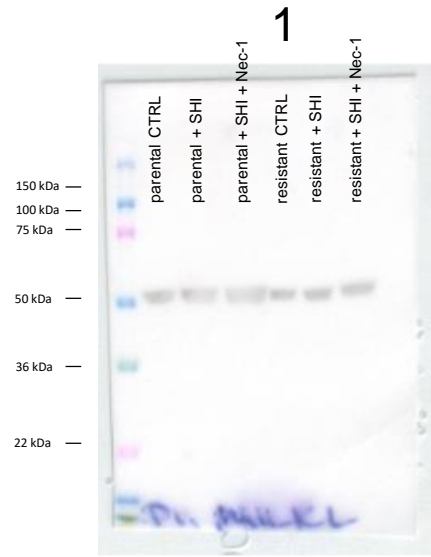 1
parental CTRL
parental + SHI
parental + SHI + Nec-1
resistant CTRL
resistant + SHI
resistant + SHI + Nec-1
150 kDa
100 kDa
75 kDa
50 kDa
36 kDa
22 kDa